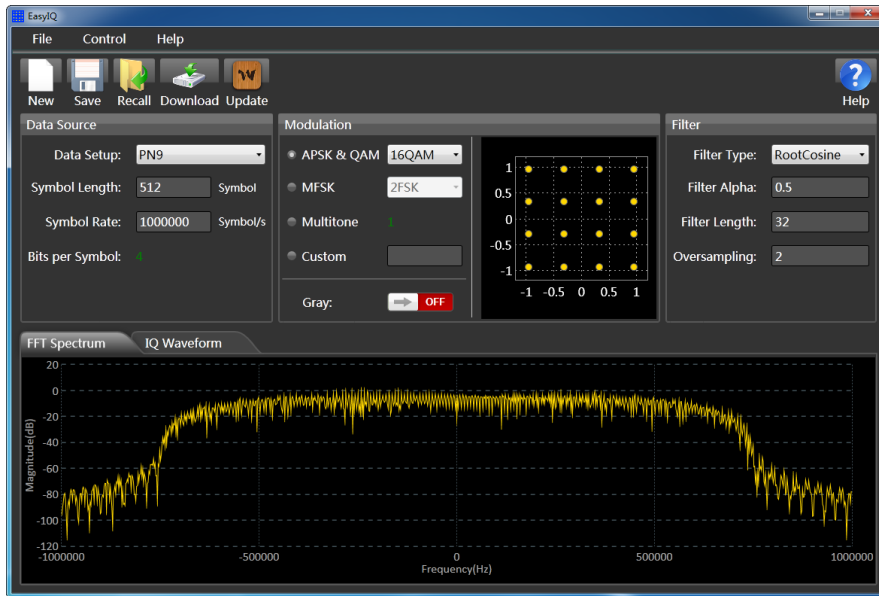 EasyIQ
File Control Help
New Save Recall Download Update Help
Data Source
Data Setup: PN9
Symbol Length: 512 Symbol
Symbol Rate: 1000000 Symbol/s
Bits per Symbol: 4
Modulation
APSK & QAM 16QAM
MFSK 2FSK
Multitone 1
Custom
Gray: OFF
1
0.5
0
-0.5
-1
-1 -0.5 0 0.5 1
Filter
Filter Type: RootCosine
Filter Alpha: 0.5
Filter Length: 32
Oversampling: 2
FFT Spectrum IQ Waveform
Magnitude(dB)
20
0
-20
-40
-60
-80
-100
-120
-1000000 -500000 0 500000 1000000
Frequency(Hz)